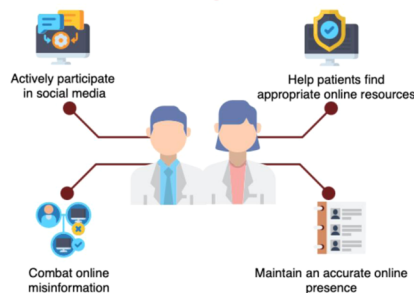 Actively participate
in social media
Help patients find
appropriate online resources
Combat online
misinformation
Maintain an accurate online
presence